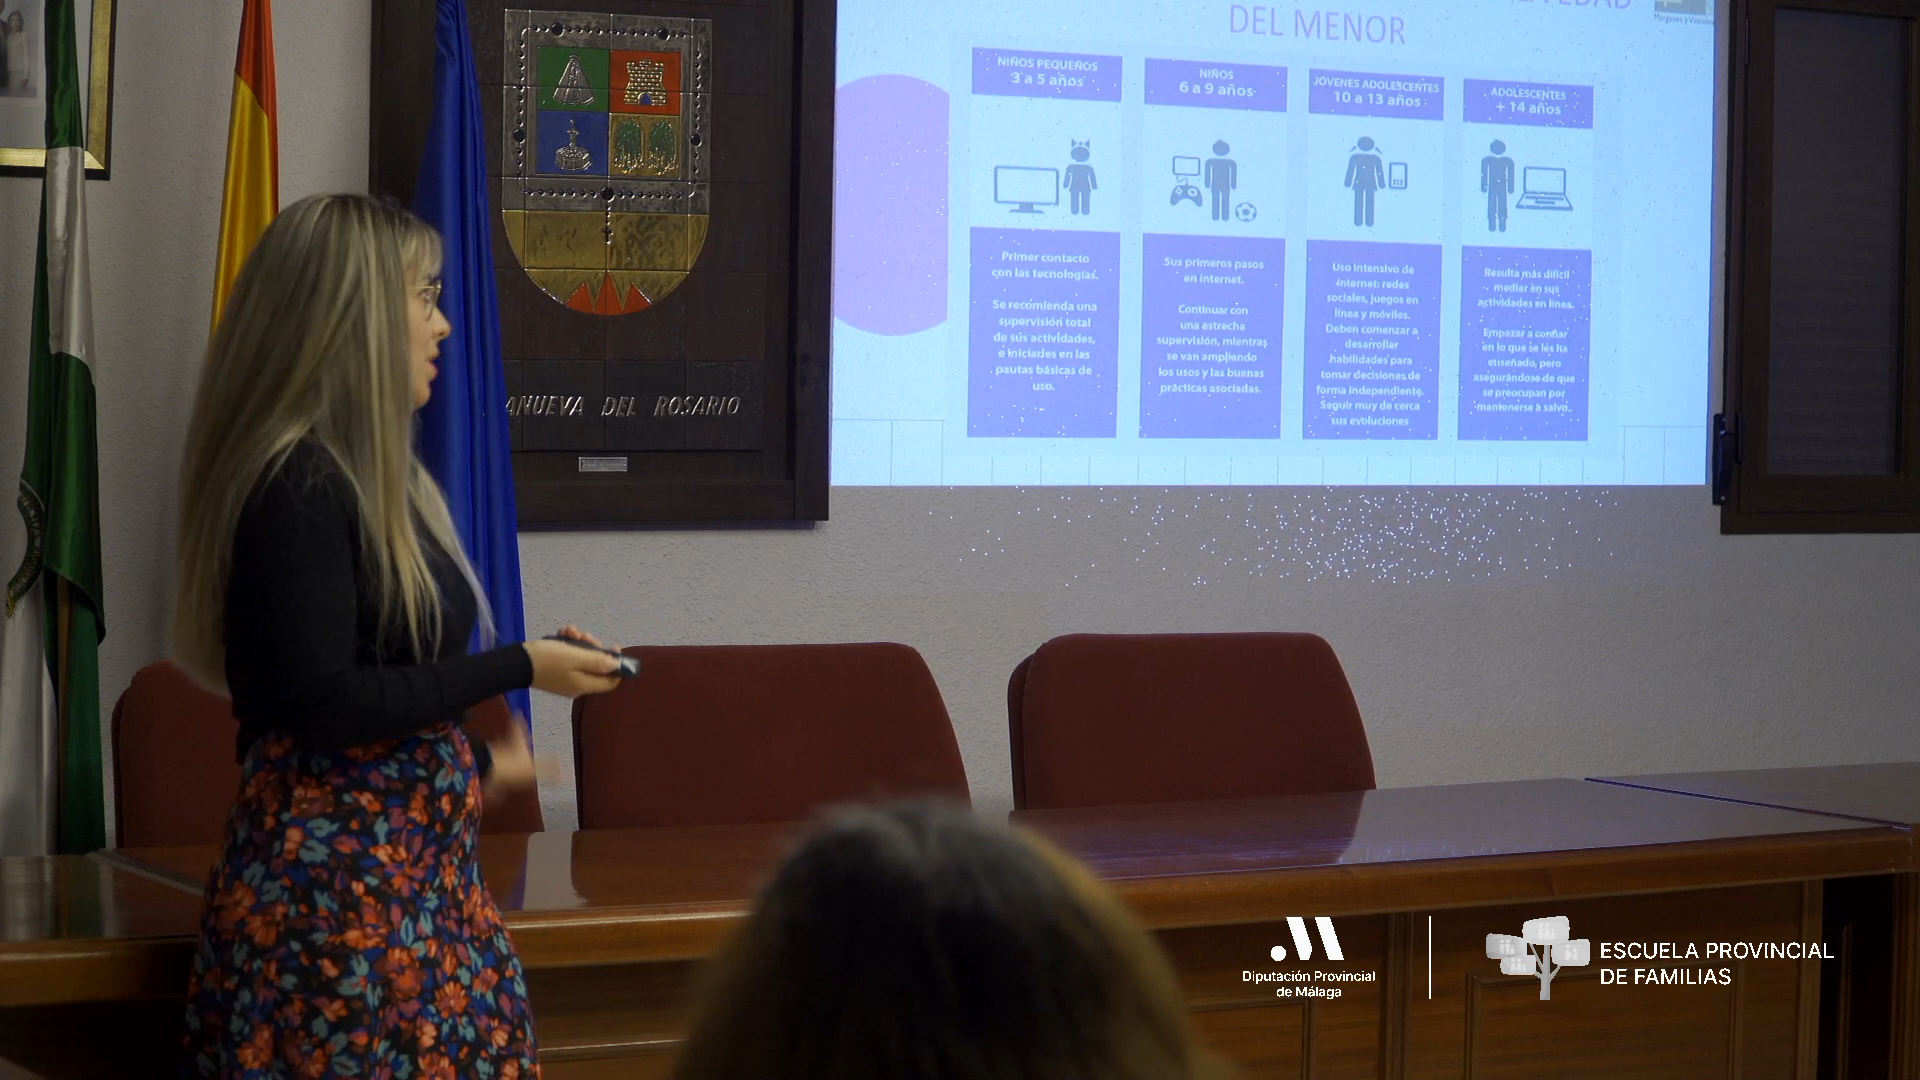 EDAD
DEL MENOR
Márgenes y Vínculos
NIÑOS PEQUEÑOS
3 a 5 años
Primer contacto
con las tecnologías.
Se recomienda una
supervisión total
de sus actividades,
e iniciarles en las
pautas básicas de
uso.
NIÑOS
6 a 9 años
Sus primeros pasos
en internet.
Continuar con
una estrecha
supervisión, mientras
se van ampliando
los usos y las buenas
prácticas asociadas.
JÓVENES ADOLESCENTES
10 a 13 años
Uso intensivo de
internet: redes
sociales, juegos en
línea y móviles.
Deben comenzar a
desarrollar
habilidades para
tomar decisiones de
forma independiente.
Seguir muy de cerca
sus evoluciones
ADOLESCENTES
+ 14 años
Resulta más difícil
mediar en sus
actividades en línea.
Empezar a confiar
en lo que se les ha
enseñado, pero
asegurándose de que
se preocupan por
mantenerse a salvo.
ANUEVA DEL ROSARIO
Diputación Provincial
de Málaga
ESCUELA PROVINCIAL
DE FAMILIAS